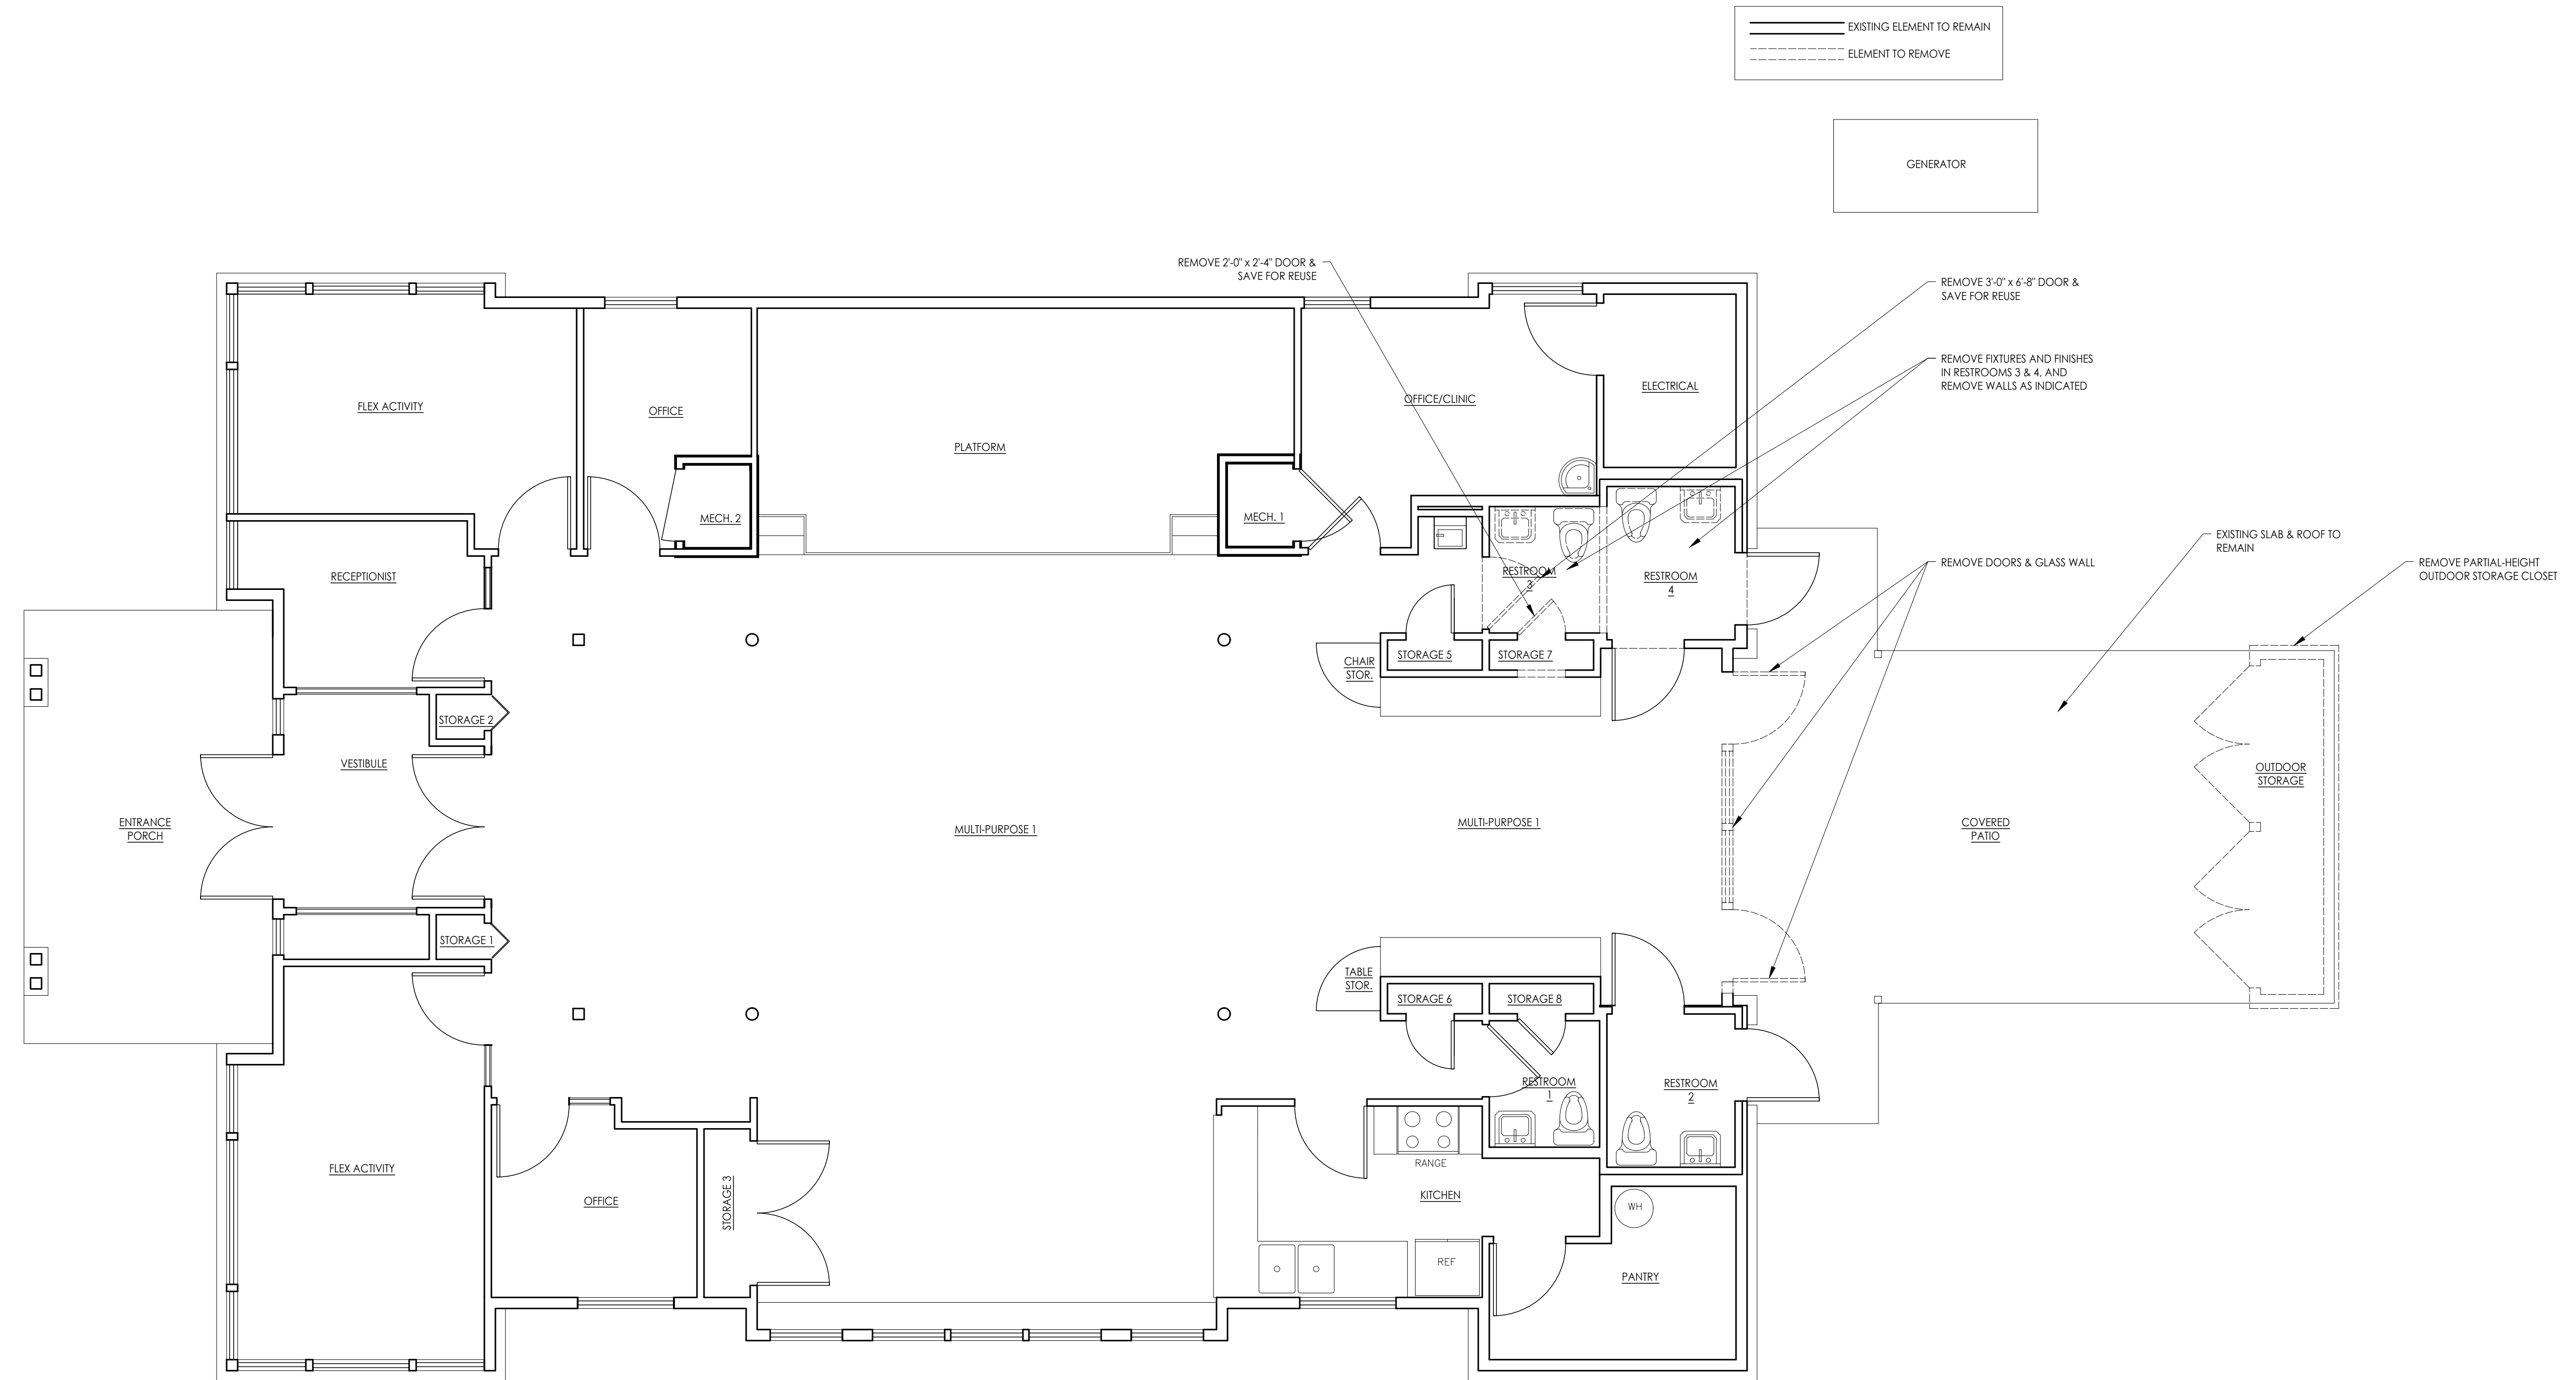 EXISTING ELEMENT TO REMAIN
ELEMENT TO REMOVE
GENERATOR
REMOVE 2'-0" x 2'-4" DOOR &
SAVE FOR REUSE
REMOVE 3'-0" x 6'-8" DOOR &
SAVE FOR REUSE
REMOVE FIXTURES AND FINISHES
IN RESTROOMS 3 & 4, AND
REMOVE WALLS AS INDICATED
FLEX ACTIVITY
OFFICE
PLATFORM
OFFICE/CLINIC
ELECTRICAL
MECH. 2
MECH. 1
EXISTING SLAB & ROOF TO
REMAIN
REMOVE DOORS & GLASS WALL
REMOVE PARTIAL-HEIGHT
OUTDOOR STORAGE CLOSET
RECEPTIONIST
RESTROOM
3
RESTROOM
4
CHAIR
STOR.
STORAGE 5
STORAGE 7
STORAGE 2
VESTIBULE
ENTRANCE
PORCH
MULTI-PURPOSE 1
MULTI-PURPOSE 1
COVERED
PATIO
OUTDOOR
STORAGE
STORAGE 1
TABLE
STOR.
STORAGE 6
STORAGE 8
RESTROOM
1
RESTROOM
2
FLEX ACTIVITY
OFFICE
STORAGE 3
RANGE
KITCHEN
WH
REF
PANTRY